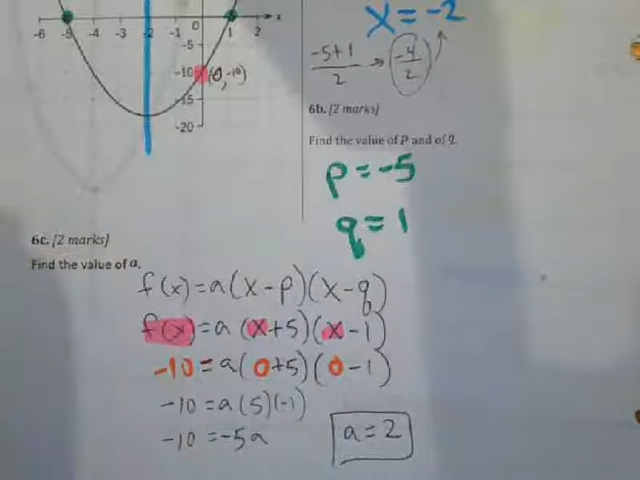 x = -2
-6 -5 -4 -3 -2 -1 0 1 2 x
-5
-10 (0, -10)
-15
-20
-5+1 / 2 → -4 / 2
6b. [2 marks]
Find the value of P and of q.
p = -5
q = 1
6c. [2 marks]
Find the value of a.
f(x) = a(x-p)(x-q)
f(x) = a(x+5)(x-1)
-10 = a(0+5)(0-1)
-10 = a(5)(-1)
-10 = -5a
a = 2